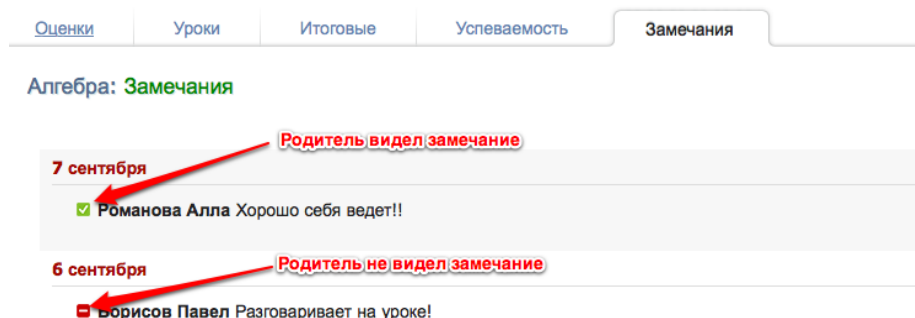 Оценки Уроки Итоговые Успеваемость Замечания
Алгебра: Замечания
Родитель видел замечание
7 сентября
Романова Алла Хорошо себя ведет!!
Родитель не видел замечание
6 сентября
Борисов Павел Разговаривает на уроке!